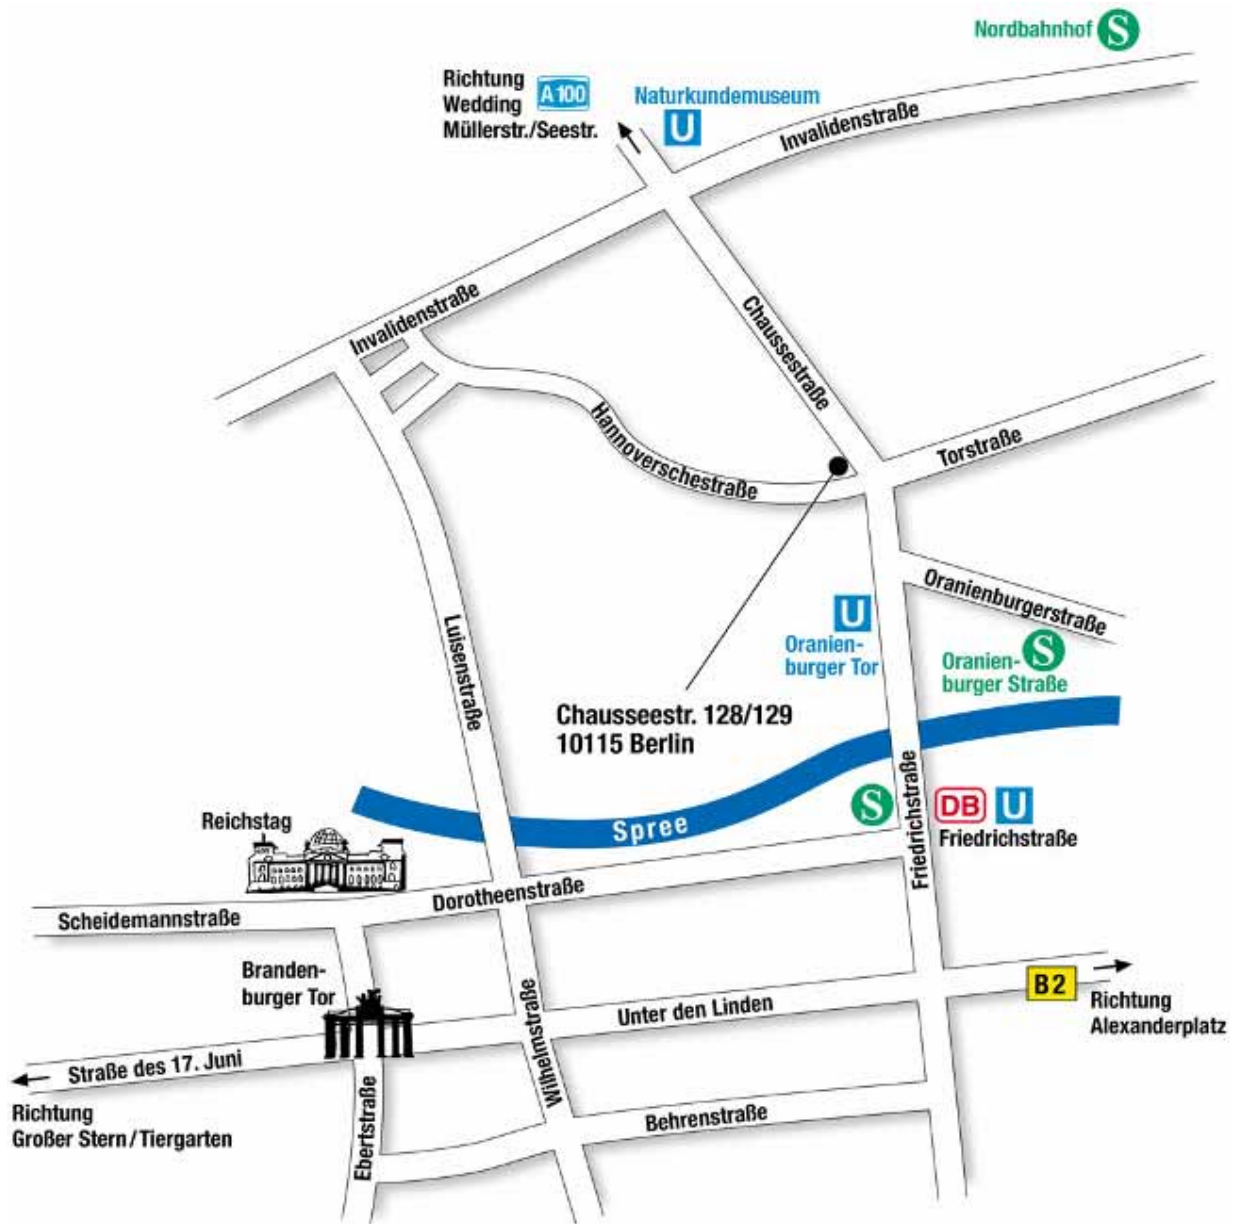 Nordbahnhof S
Richtung
Wedding
Müllerstr./Seestr.
A100
Naturkundemuseum
U
Invalidenstraße
Invalidenstraße
Chaussestraße
Hannoverschestraße
Torstraße
Oranienburgerstraße
U
Oranien-
burger Tor
S
Oranien-
burger Straße
Luisenstraße
Chausseestr. 128/129
10115 Berlin
Spree
S
DB U
Friedrichstraße
Friedrichstraße
Reichstag
Dorotheenstraße
Scheidemannstraße
Branden-
burger Tor
Unter den Linden
B2
Richtung
Alexanderplatz
Wilhelmstraße
Straße des 17. Juni
Richtung
Großer Stern/Tiergarten
Ebertstraße
Behrenstraße